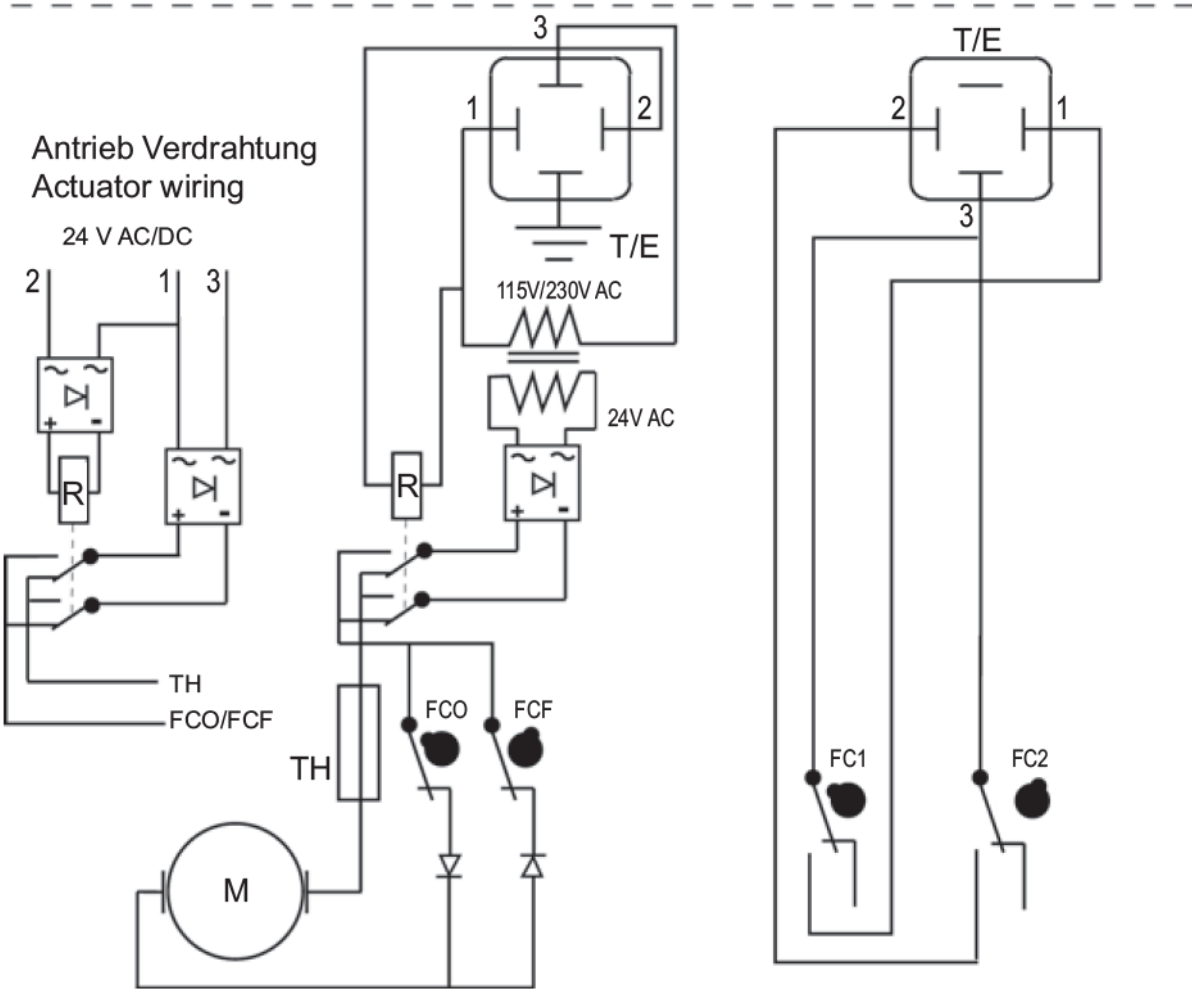 Antrieb Verdrahtung
Actuator wiring
24 V AC/DC
2 1 3
+ -
R
+ -
TH
FCO/FCF
3
1 2
T/E
115V/230V AC
24V AC
R
+ -
FCO FCF
TH
M
T/E
2 1
3
FC1 FC2